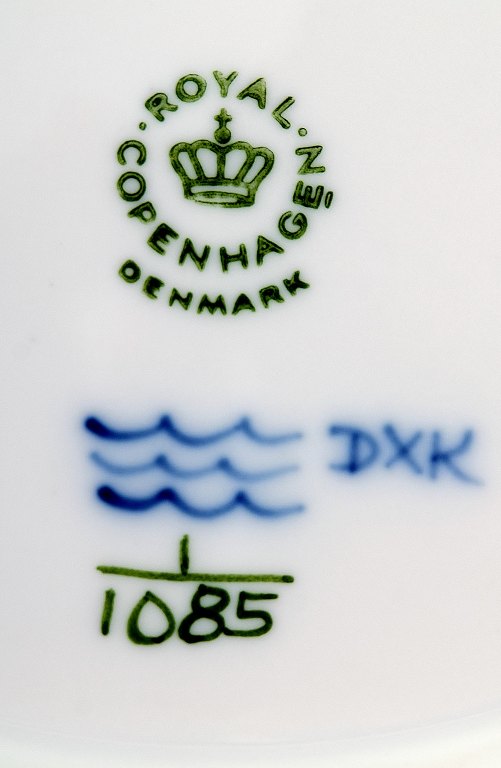 ROYAL
COPENHAGEN
DENMARK
DXK
1
1085